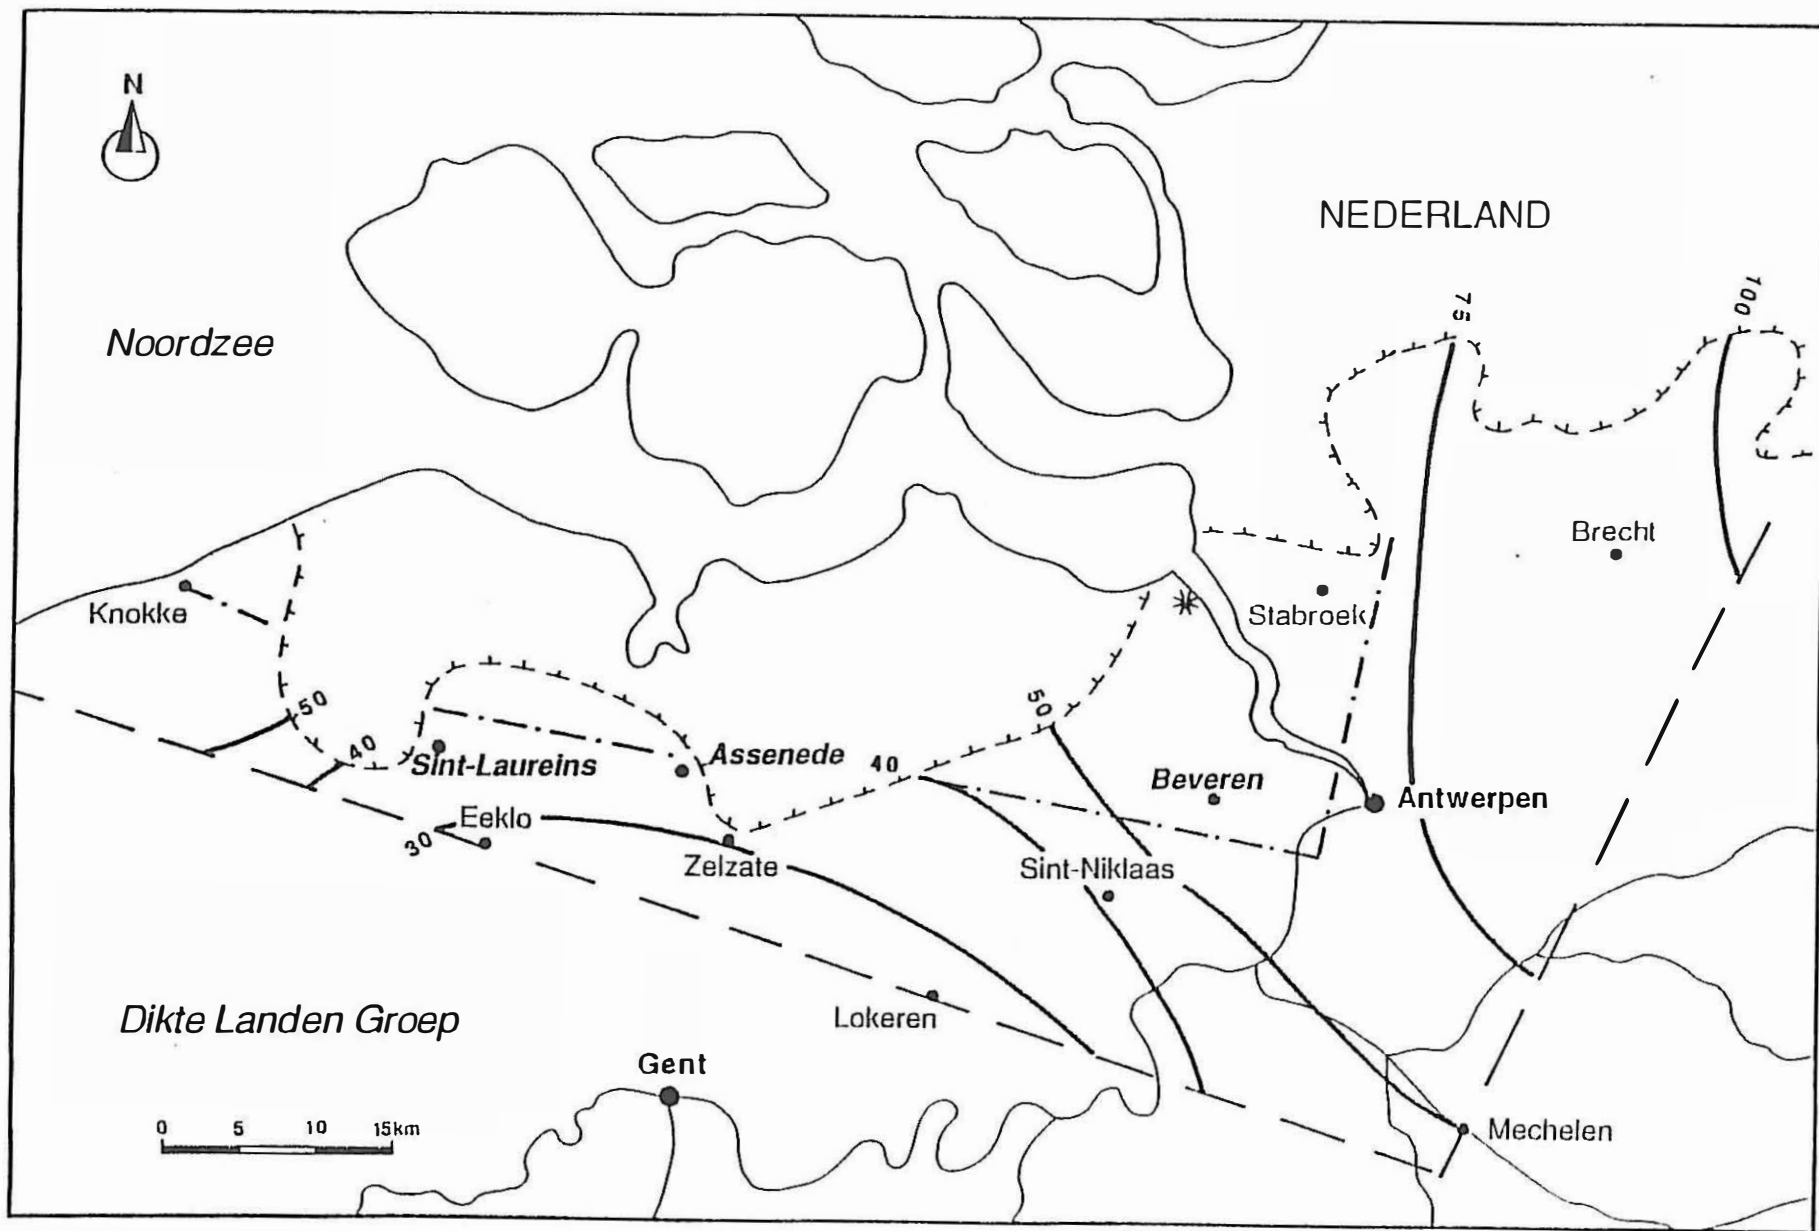 N
NEDERLAND
100
75
Noordzee
Brecht
Stabroek
Knokke
50
50
40
Sint-Laureins
Assenede
40
Beveren
Antwerpen
Eeklo
30
Zelzate
Sint-Niklaas
Lokeren
Dikte Landen Groep
Gent
0 5 10 15km
Mechelen